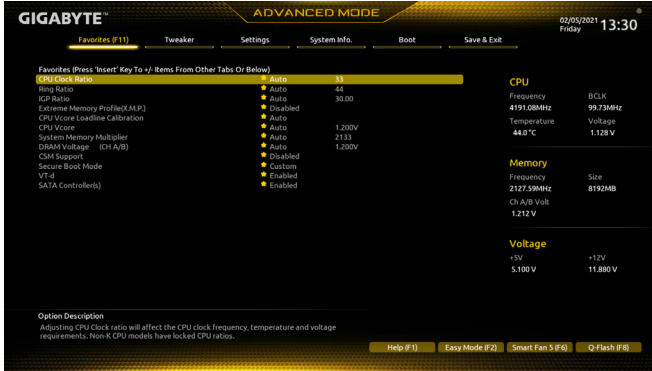 GIGABYTE™
ADVANCED MODE
02/05/2021
Friday
13:30
Favorites (F11) Tweaker Settings System Info. Boot Save & Exit
Favorites (Press 'Insert' Key To +/- Items From Other Tabs Or Below)
CPU Clock Ratio Auto 33
Ring Ratio Auto 44
IGP Ratio Auto 30.00
Extreme Memory Profile(X.M.P.) Disabled
CPU Vcore Loadline Calibration Auto
CPU Vcore Auto 1.200V
System Memory Multiplier Auto 2133
DRAM Voltage (CH A/B) Auto 1.200V
CSM Support Disabled
Secure Boot Mode Custom
VT-d Enabled
SATA Controller(s) Enabled
CPU
Frequency BCLK
4191.08MHz 99.73MHz
Temperature Voltage
44.0 °C 1.128 V
Memory
Frequency Size
2127.59MHz 8192MB
Ch A/B Volt
1.212 V
Voltage
+5V +12V
5.100 V 11.880 V
Option Description
Adjusting CPU Clock ratio will affect the CPU clock frequency, temperature and voltage
requirements. Non-K CPU models have locked CPU ratios.
Help (F1) Easy Mode (F2) Smart Fan 5 (F6) Q-Flash (F8)